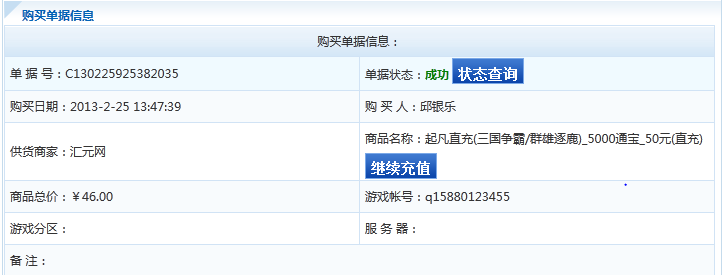 购买单据信息
购买单据信息：
单 据 号：C130225925382035
单据状态：成功 状态查询
购买日期：2013-2-25 13:47:39
购 买 人：邱银乐
供货商家：汇元网
商品名称：起凡直充(三国争霸/群雄逐鹿)_5000通宝_50元(直充)
继续充值
商品总价：￥46.00
游戏帐号：q15880123455
游戏分区：
服 务 器：
备 注：